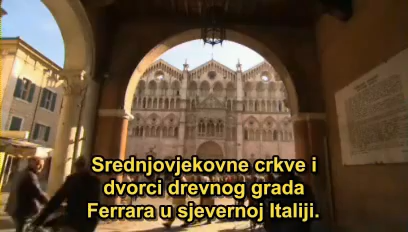 Srednjovjekovne crkve i
dvorci drevnog grada
Ferrara u sjevernoj Italiji.